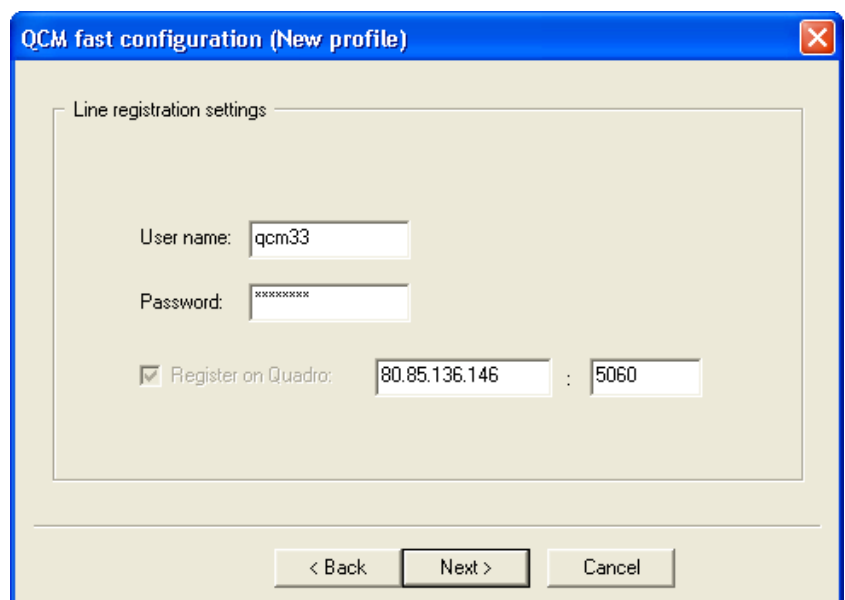 QCM fast configuration (New profile)
Line registration settings
User name: qcm33
Password: ********
Register on Quadro: 80.85.136.146 : 5060
< Back Next > Cancel